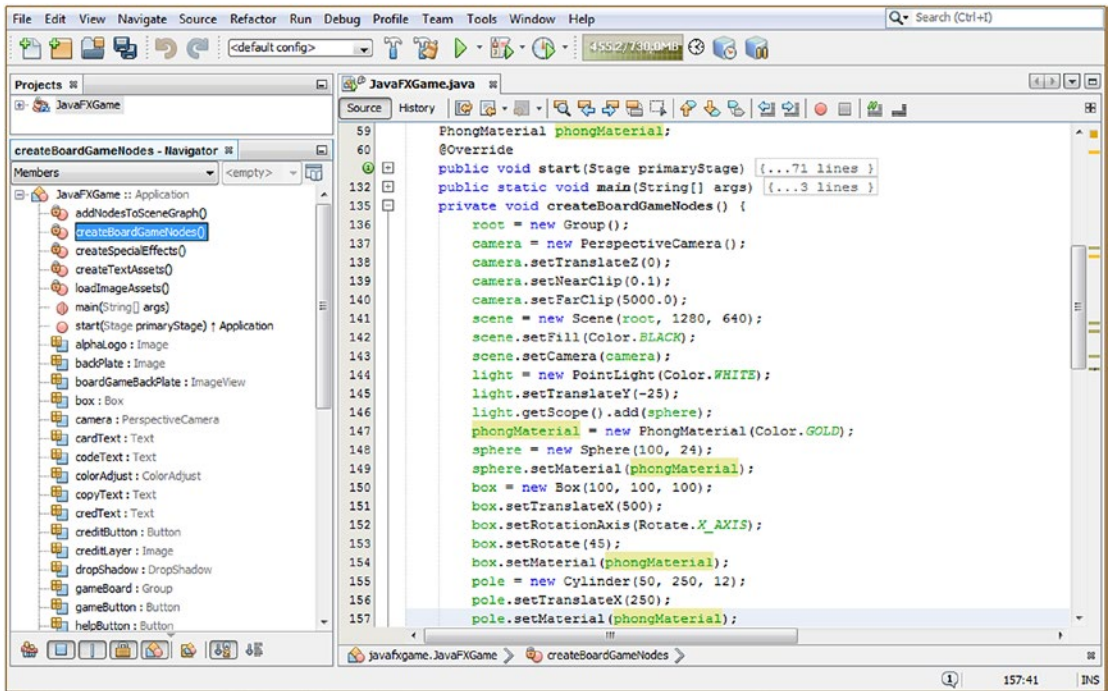 File Edit View Navigate Source Refactor Run Debug Profile Team Tools Window Help
Search (Ctrl+I)
<default config>
455.2/730.0MB
Projects
JavaFXGame
createBoardGameNodes - Navigator
Members
<empty>
JavaFXGame :: Application
addNodesToSceneGraph()
createBoardGameNodes()
createSpecialEffects()
createTextAssets()
loadImageAssets()
main(String[] args)
start(Stage primaryStage) ↑ Application
alphaLogo : Image
backPlate : Image
boardGameBackPlate : ImageView
box : Box
camera : PerspectiveCamera
cardText : Text
codeText : Text
colorAdjust : ColorAdjust
copyText : Text
credText : Text
creditButton : Button
creditLayer : Image
dropShadow : DropShadow
gameBoard : Group
gameButton : Button
helpButton : Button
JavaFXGame.java
Source History
59 PhongMaterial phongMaterial;
60 @Override
public void start(Stage primaryStage) {...71 lines }
132 public static void main(String[] args) {...3 lines }
135 private void createBoardGameNodes() {
136 root = new Group();
137 camera = new PerspectiveCamera();
138 camera.setTranslateZ(0);
139 camera.setNearClip(0.1);
140 camera.setFarClip(5000.0);
141 scene = new Scene(root, 1280, 640);
142 scene.setFill(Color.BLACK);
143 scene.setCamera(camera);
144 light = new PointLight(Color.WHITE);
145 light.setTranslateY(-25);
146 light.getScope().add(sphere);
147 phongMaterial = new PhongMaterial(Color.GOLD);
148 sphere = new Sphere(100, 24);
149 sphere.setMaterial(phongMaterial);
150 box = new Box(100, 100, 100);
151 box.setTranslateX(500);
152 box.setRotationAxis(Rotate.X_AXIS);
153 box.setRotate(45);
154 box.setMaterial(phongMaterial);
155 pole = new Cylinder(50, 250, 12);
156 pole.setTranslateX(250);
157 pole.setMaterial(phongMaterial);
javafxgame.JavaFXGame
createBoardGameNodes
1
157:41
INS